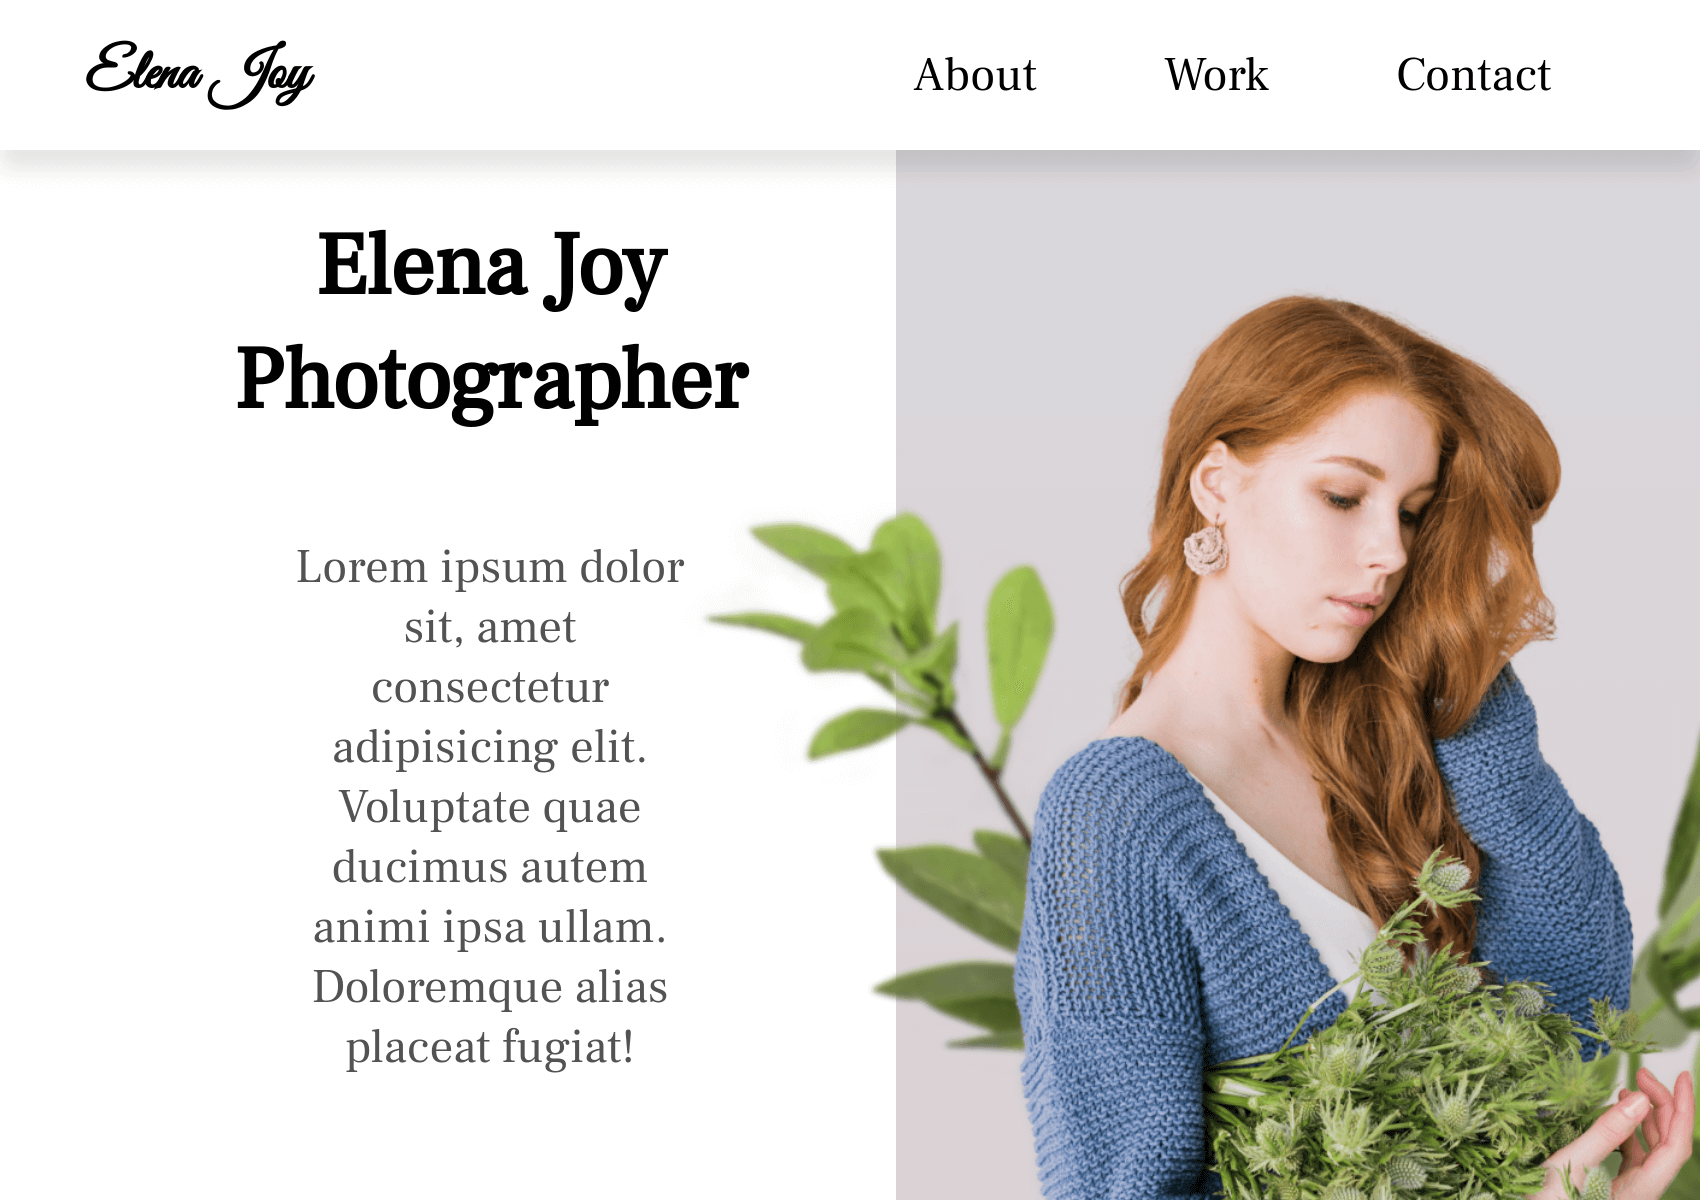 Elena Joy
About Work Contact
Elena Joy
Photographer
Lorem ipsum dolor
sit, amet
consectetur
adipisicing elit.
Voluptate quae
ducimus autem
animi ipsa ullam.
Doloremque alias
placeat fugiat!